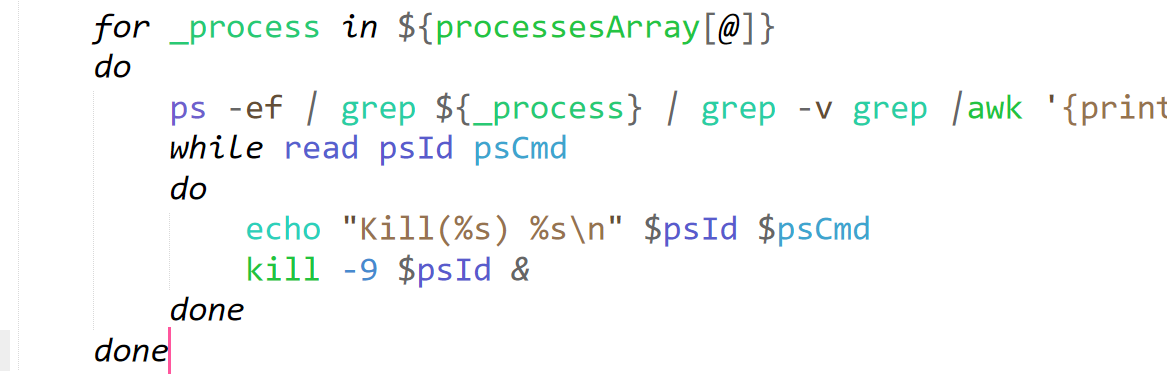 for _process in ${processesArray[@]}
do
ps -ef | grep ${_process} | grep -v grep |awk '{print
while read psId psCmd
do
echo "Kill(%s) %s\n" $psId $psCmd
kill -9 $psId &
done
done